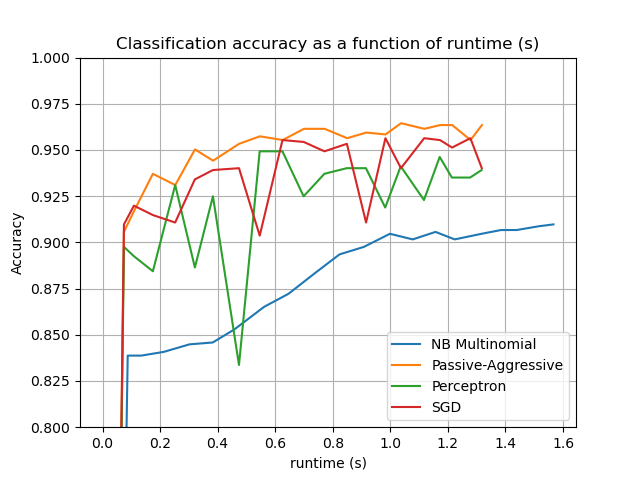 Classification accuracy as a function of runtime (s)
1.000
0.975
0.950
0.925
0.900
0.875
0.850
0.825
0.800
Accuracy
NB Multinomial
Passive-Aggressive
Perceptron
SGD
0.0 0.2 0.4 0.6 0.8 1.0 1.2 1.4 1.6
runtime (s)